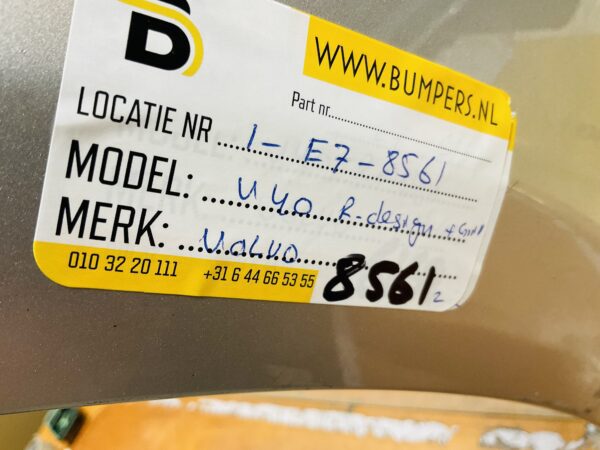 B
WWW.BUMPERS.NL
Part nr.
LOCATIE NR 1-E7-8561
MODEL: V40 R-design +
MERK: Volvo
010 32 20 111 +31 6 44 66 53 55 8561 2